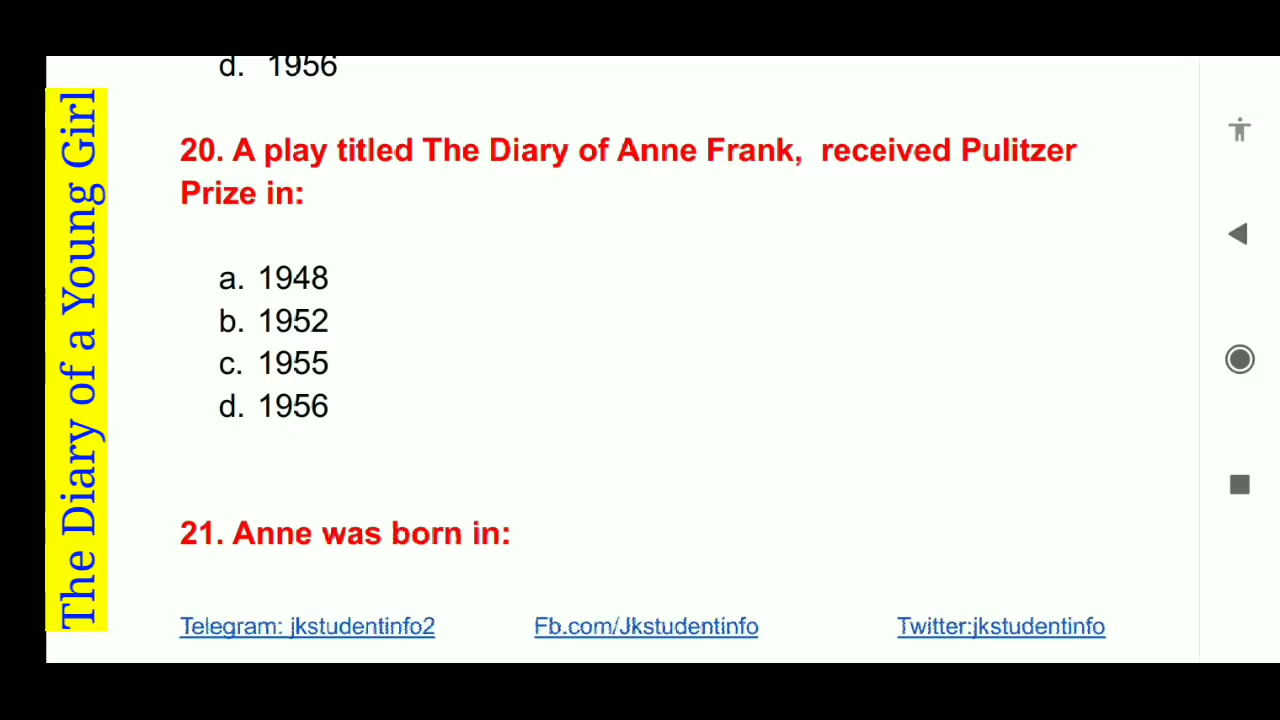 The Diary of a Young Girl
d. 1956
20. A play titled The Diary of Anne Frank, received Pulitzer
Prize in:
a. 1948
b. 1952
c. 1955
d. 1956
21. Anne was born in:
Telegram: jkstudentinfo2 Fb.com/Jkstudentinfo Twitter:jkstudentinfo